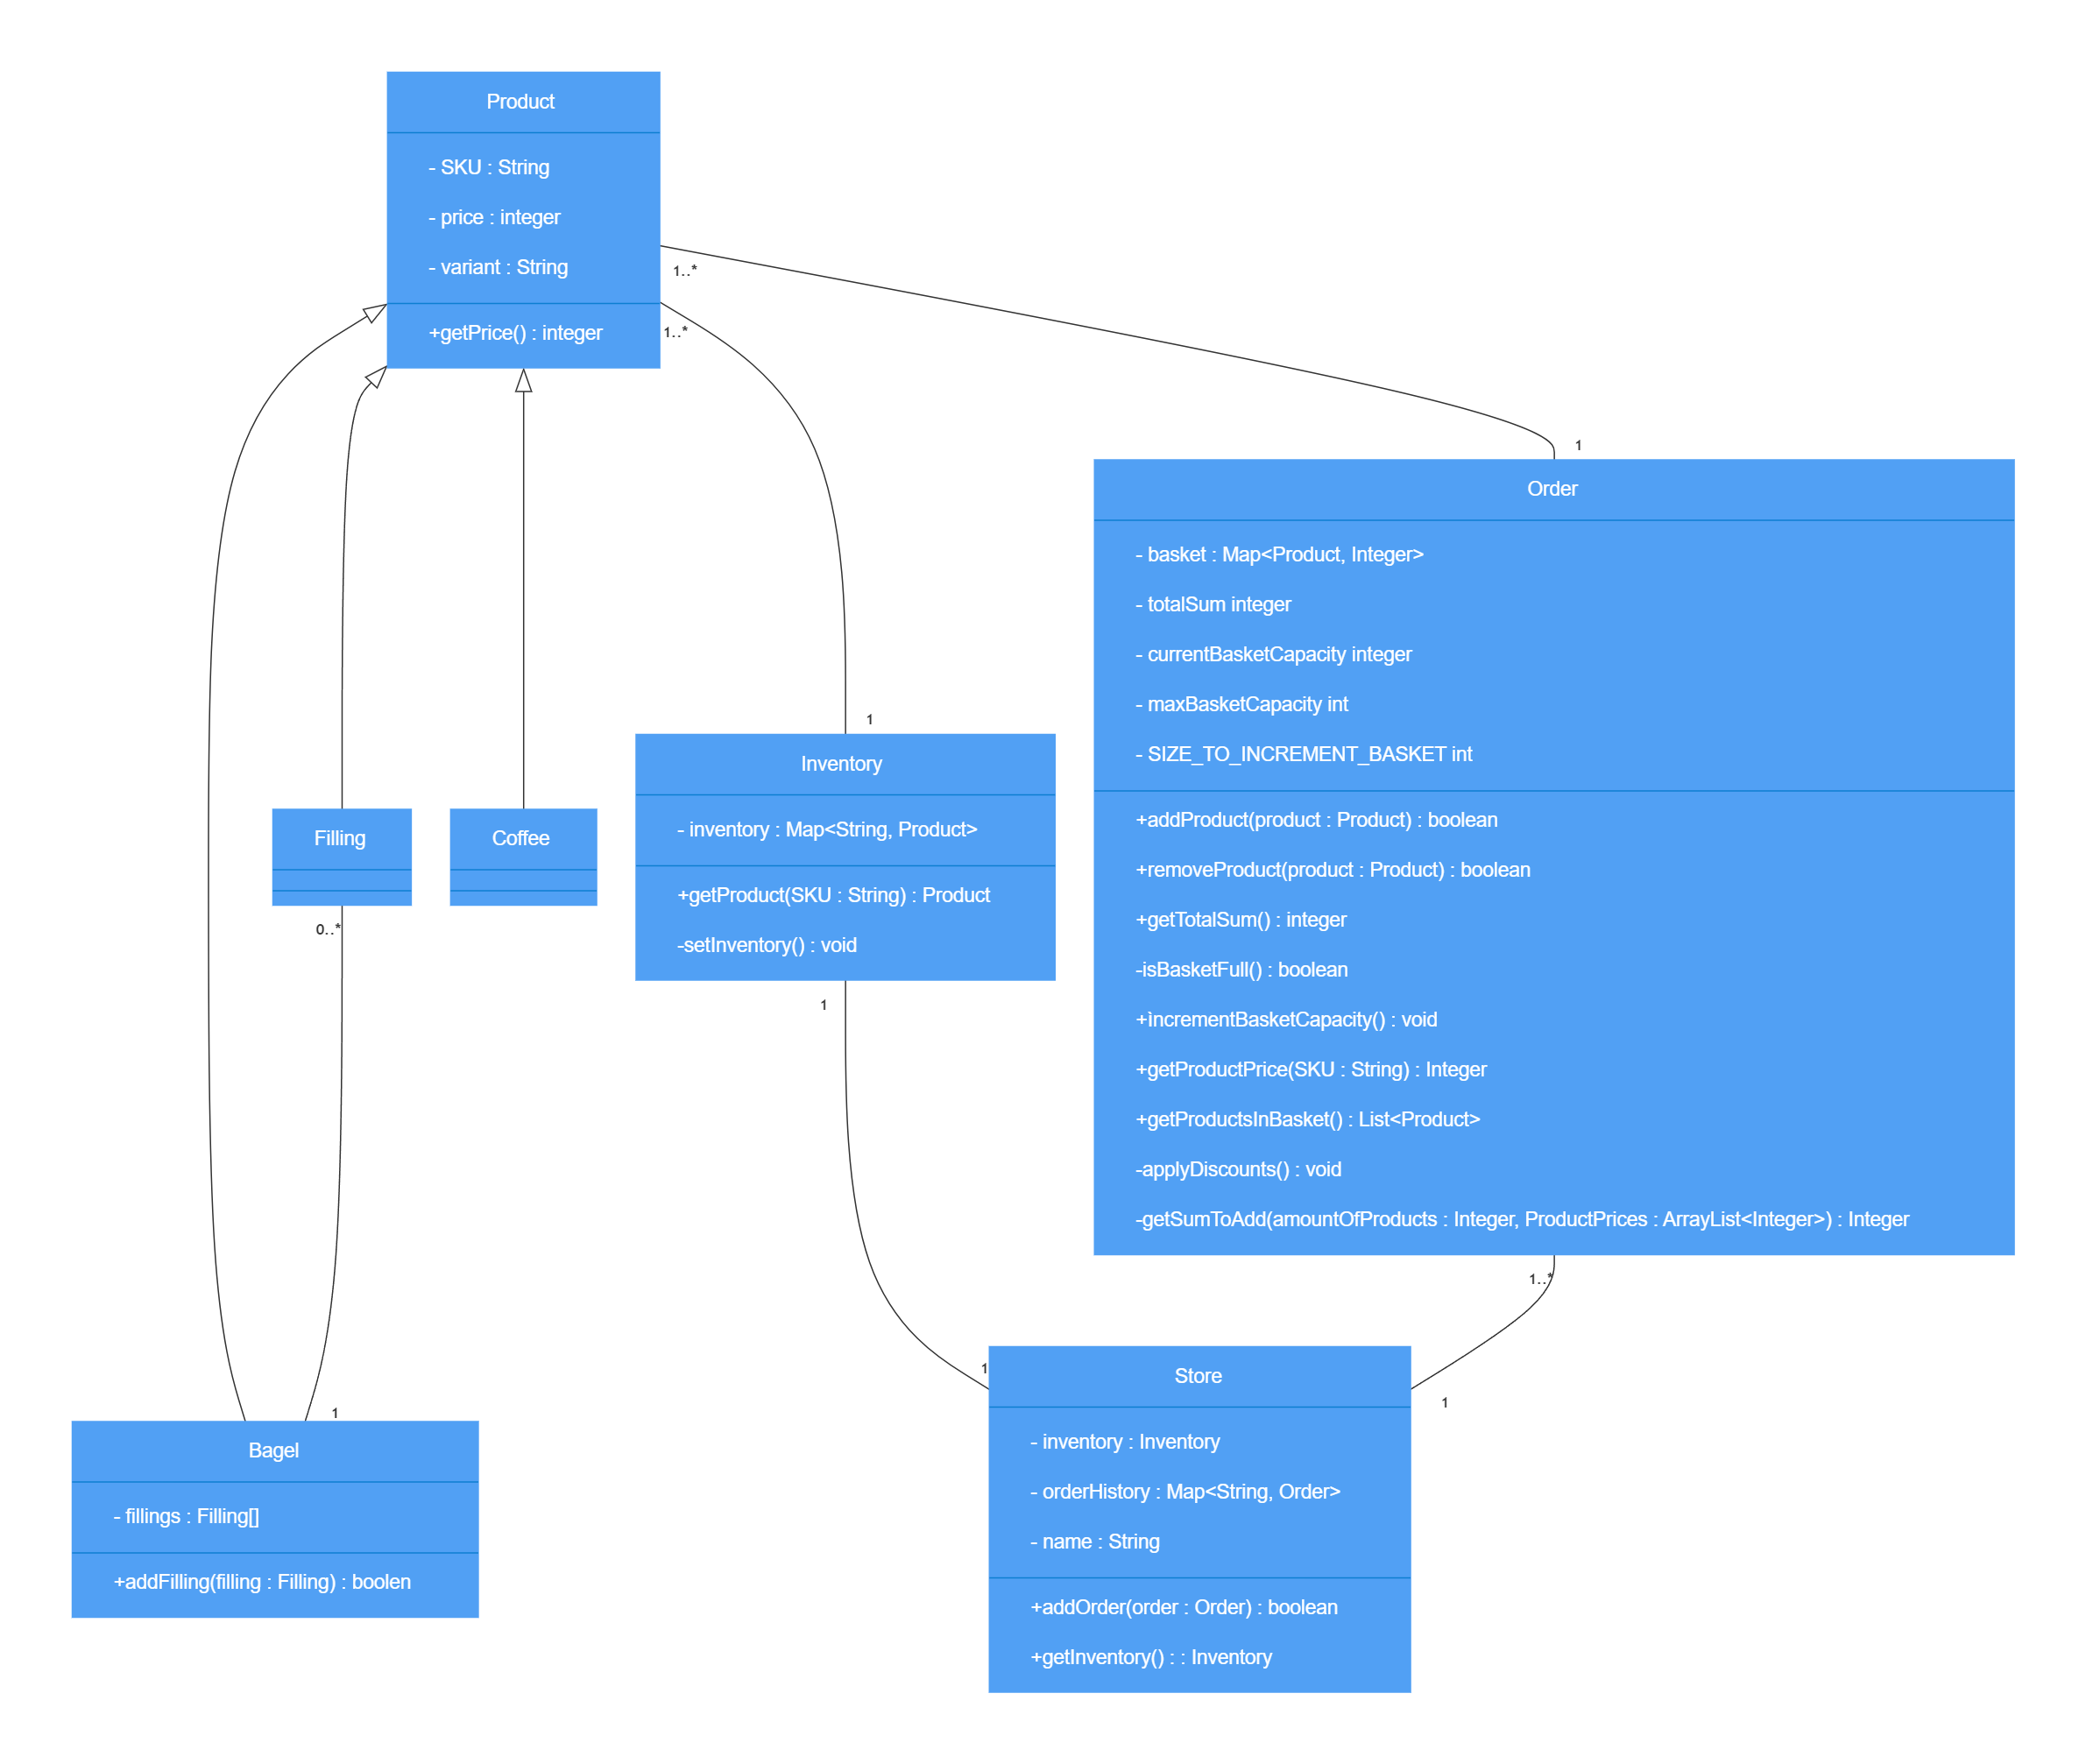 Product
- SKU : String
- price : integer
- variant : String
+getPrice() : integer
1..*
1..*
1
Order
- basket : Map<Product, Integer>
- totalSum integer
- currentBasketCapacity integer
- maxBasketCapacity int
- SIZE_TO_INCREMENT_BASKET int
+addProduct(product : Product) : boolean
+removeProduct(product : Product) : boolean
+getTotalSum() : integer
-isBasketFull() : boolean
+incrementBasketCapacity() : void
+getProductPrice(SKU : String) : Integer
+getProductsInBasket() : List<Product>
-applyDiscounts() : void
-getSumToAdd(amountOfProducts : Integer, ProductPrices : ArrayList<Integer>) : Integer
1
Inventory
- inventory : Map<String, Product>
+getProduct(SKU : String) : Product
-setInventory() : void
Filling
Coffee
0..*
1
1..*
1
1
Store
- inventory : Inventory
- orderHistory : Map<String, Order>
- name : String
+addOrder(order : Order) : boolean
+getInventory() : : Inventory
1
Bagel
- fillings : Filling[]
+addFilling(filling : Filling) : boolen